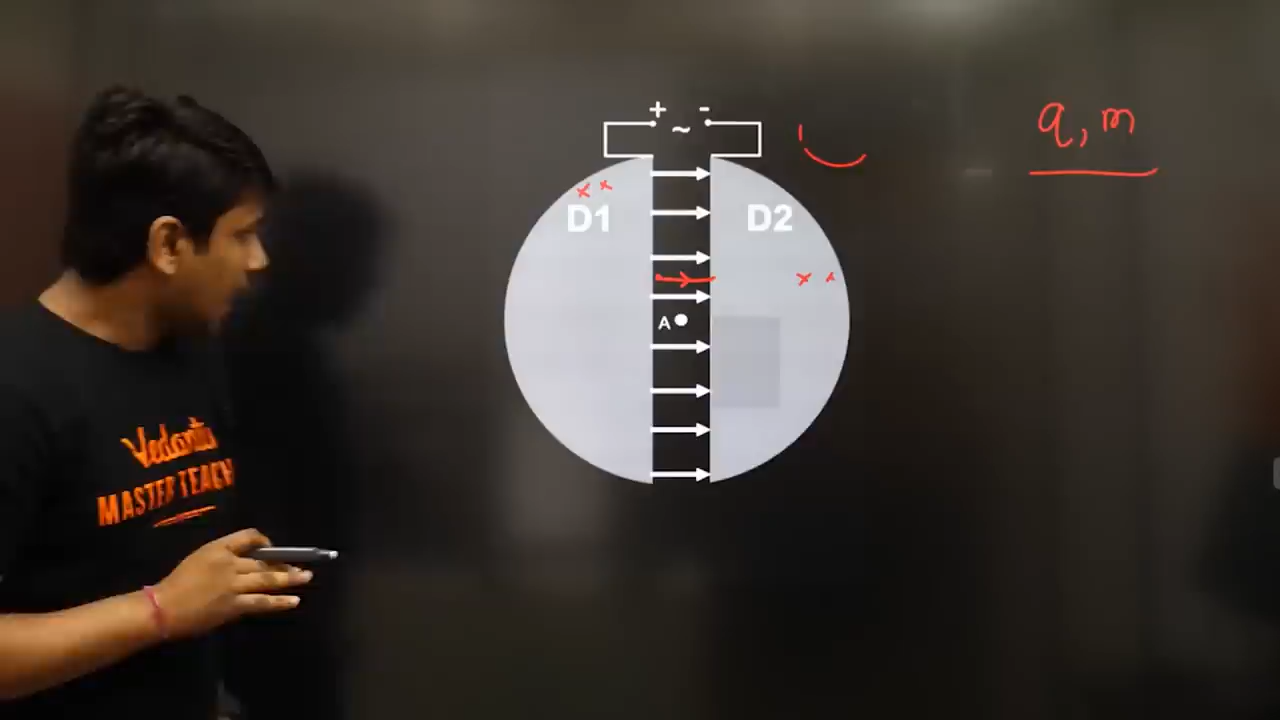 + -
~
q, m
D1 D2
A
Vedantu
MASTER TEACH